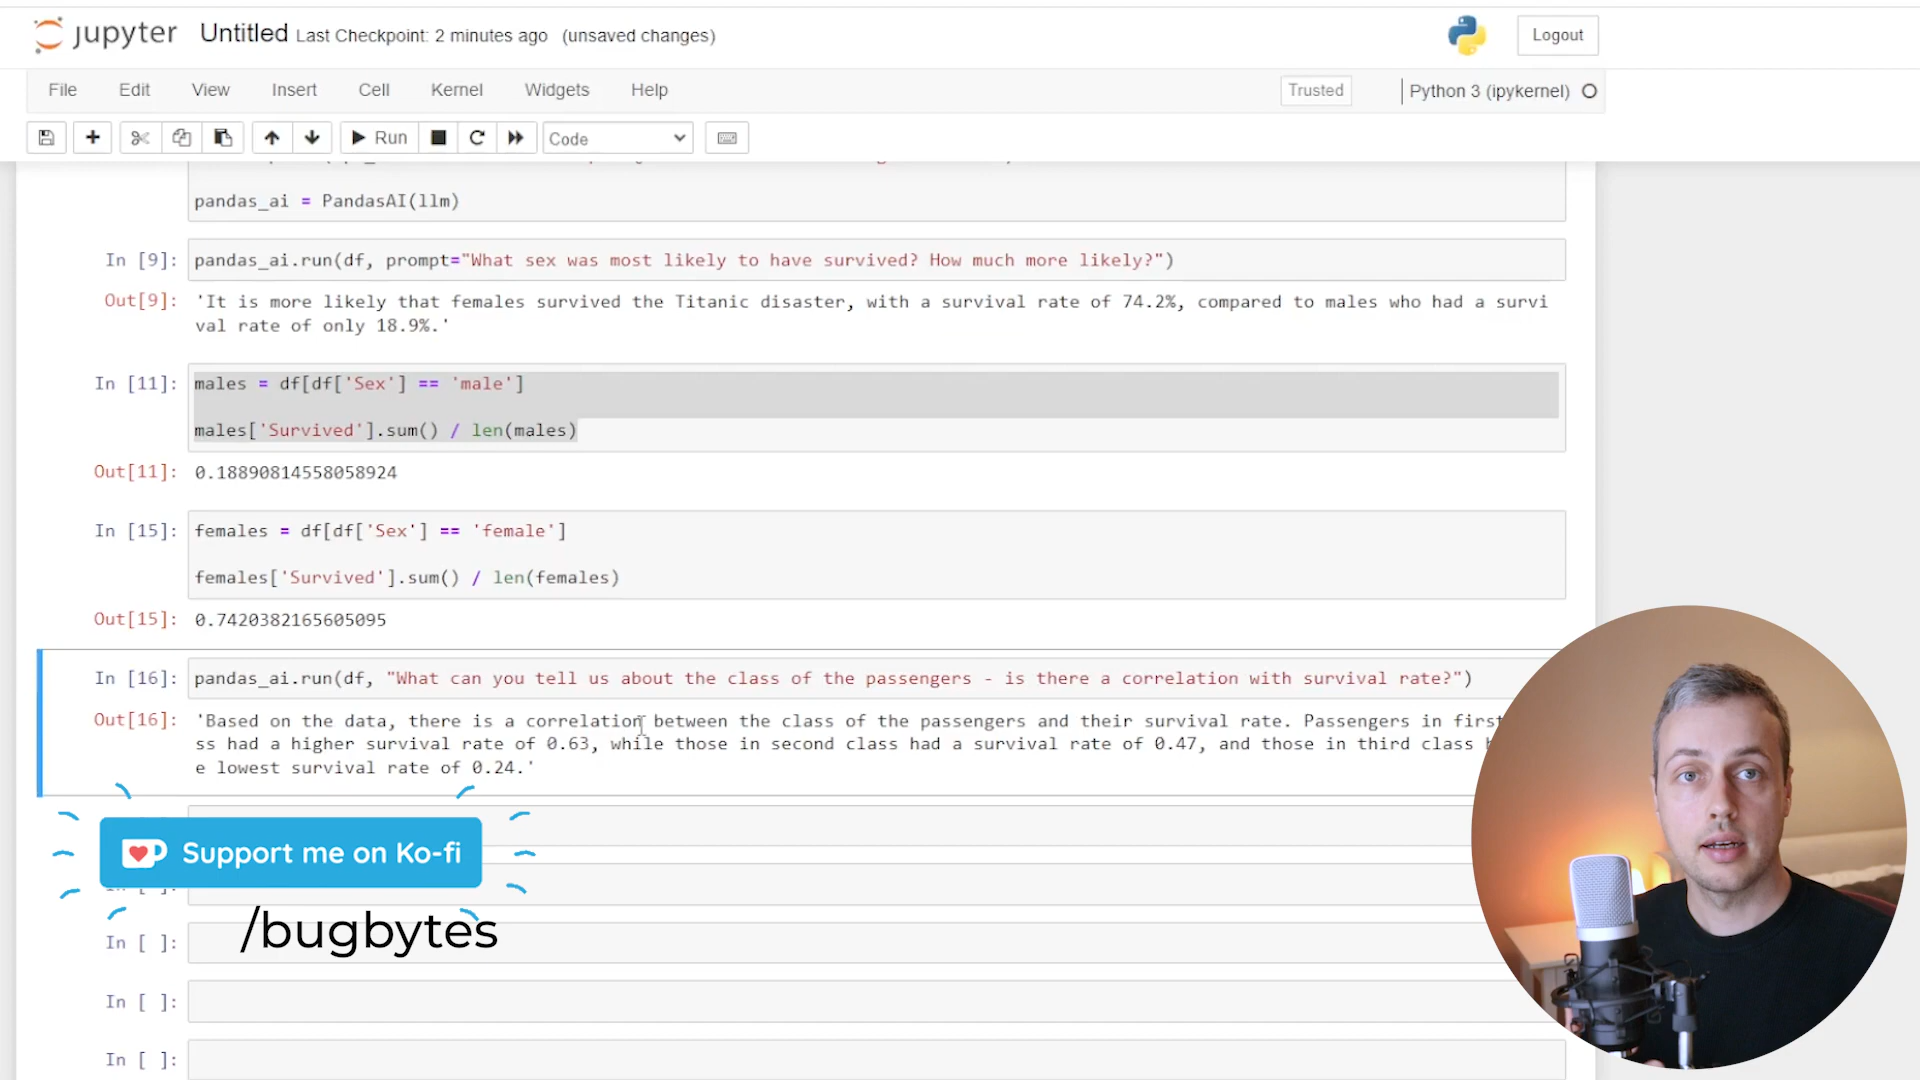 jupyter Untitled Last Checkpoint: 2 minutes ago (unsaved changes) Logout
File Edit View Insert Cell Kernel Widgets Help Trusted Python 3 (ipykernel)
Run Code
pandas_ai = PandasAI(llm)
In [9]: pandas_ai.run(df, prompt="What sex was most likely to have survived? How much more likely?")
Out[9]: 'It is more likely that females survived the Titanic disaster, with a survival rate of 74.2%, compared to males who had a survi
val rate of only 18.9%.'
In [11]: males = df[df['Sex'] == 'male']
males['Survived'].sum() / len(males)
Out[11]: 0.18890814558058924
In [15]: females = df[df['Sex'] == 'female']
females['Survived'].sum() / len(females)
Out[15]: 0.7420382165605095
In [16]: pandas_ai.run(df, "What can you tell us about the class of the passengers - is there a correlation with survival rate?")
Out[16]: 'Based on the data, there is a correlation between the class of the passengers and their survival rate. Passengers in first
ss had a higher survival rate of 0.63, while those in second class had a survival rate of 0.47, and those in third class
e lowest survival rate of 0.24.'
Support me on Ko-fi
/bugbytes
In [ ]:
In [ ]:
In [ ]: